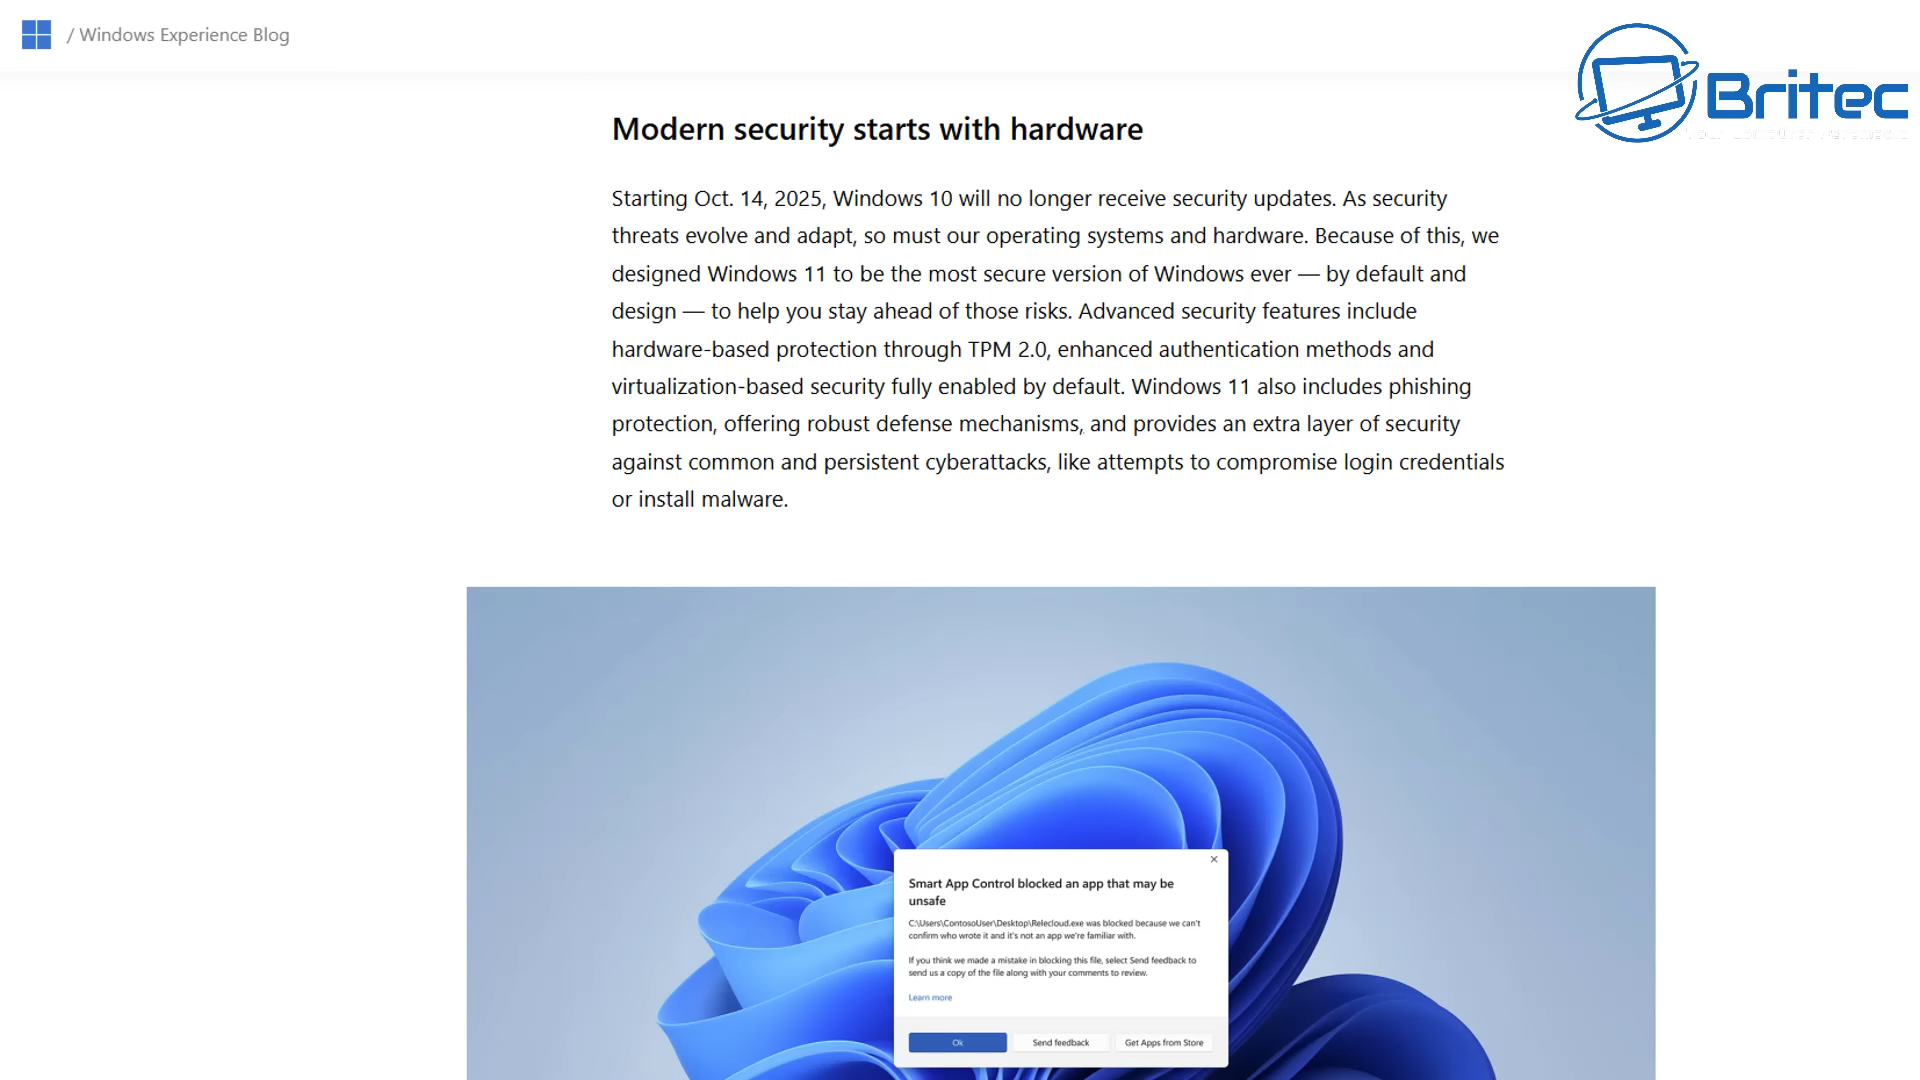 / Windows Experience Blog
Britec
Modern security starts with hardware
Starting Oct. 14, 2025, Windows 10 will no longer receive security updates. As security
threats evolve and adapt, so must our operating systems and hardware. Because of this, we
designed Windows 11 to be the most secure version of Windows ever — by default and
design — to help you stay ahead of those risks. Advanced security features include
hardware-based protection through TPM 2.0, enhanced authentication methods and
virtualization-based security fully enabled by default. Windows 11 also includes phishing
protection, offering robust defense mechanisms, and provides an extra layer of security
against common and persistent cyberattacks, like attempts to compromise login credentials
or install malware.
Smart App Control blocked an app that may be
unsafe
C:\Users\ContosoUser\Desktop\Relecloud.exe was blocked because we can't
confirm who wrote it and it's not an app we're familiar with.
If you think we made a mistake in blocking this file, select Send feedback to
send us a copy of the file along with your comments to review.
Learn more
Ok
Send feedback
Get Apps from Store